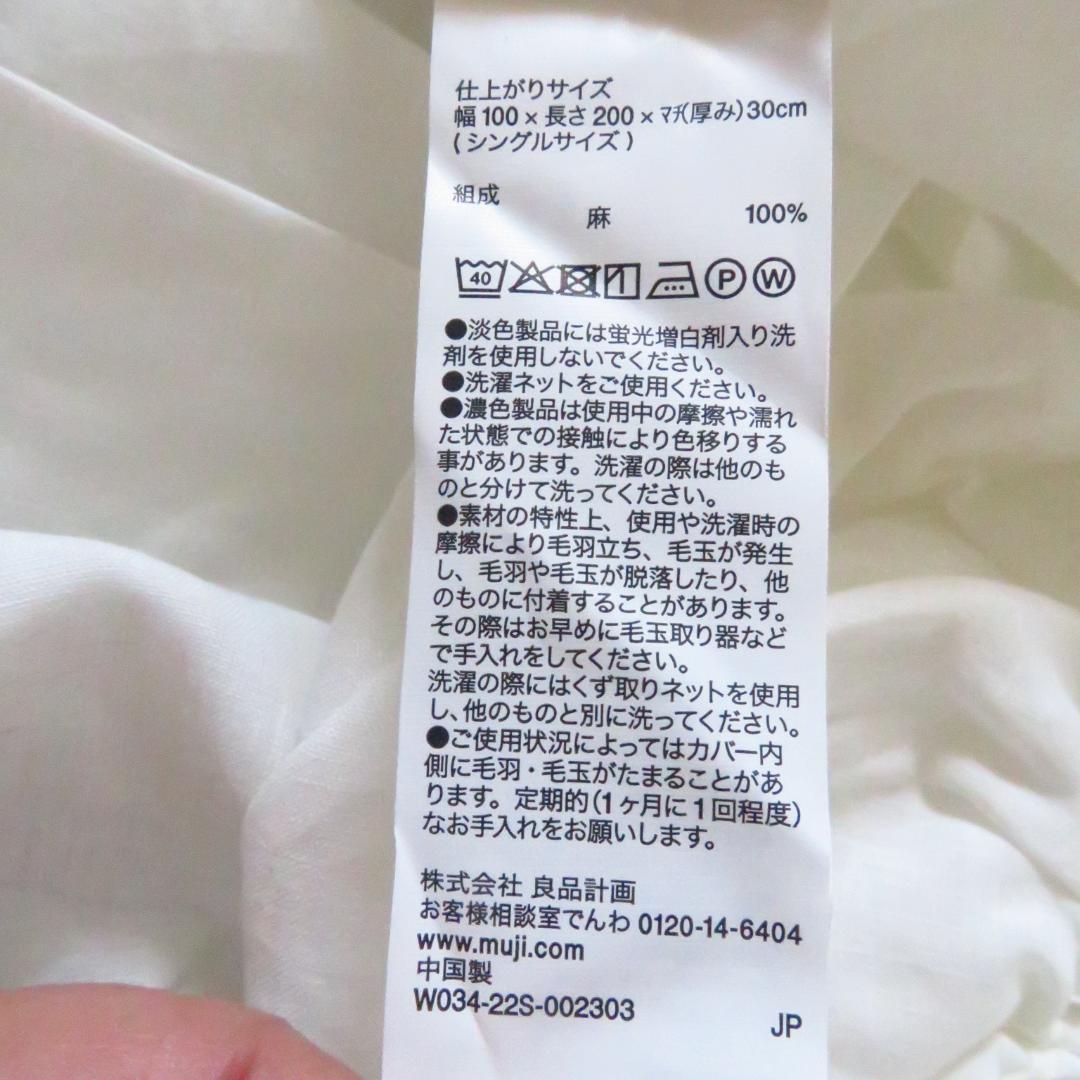 仕上がりサイズ
幅100×長さ200×マチ(厚み)30cm
(シングルサイズ)
組成
麻 100%
40 P W
●淡色製品には蛍光増白剤入り洗
剤を使用しないでください。
●洗濯ネットをご使用ください。
●濃色製品は使用中の摩擦や濡れ
た状態での接触により色移りする
事があります。洗濯の際は他のも
のと分けて洗ってください。
●素材の特性上、使用や洗濯時の
摩擦により毛羽立ち、毛玉が発生
し、毛羽や毛玉が脱落したり、他
のものに付着することがあります。
その際はお早めに毛玉取り器など
で手入れをしてください。
洗濯の際にはくず取りネットを使用
し、他のものと別に洗ってください。
●ご使用状況によってはカバー内
側に毛羽・毛玉がたまることがあ
ります。定期的(1ヶ月に1回程度)
なお手入れをお願いします。
株式会社 良品計画
お客様相談室でんわ 0120-14-6404
www.muji.com
中国製
W034-22S-002303
JP